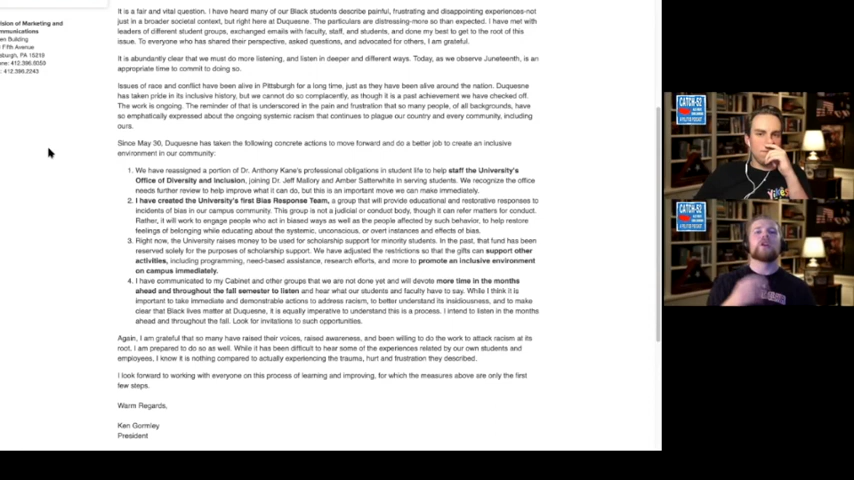 vision of Marketing and
mmunications
en Building
Fifth Avenue
sburgh, PA 15219
ne: 412.396.6050
x: 412.396.2243
It is a fair and vital question. I have heard many of our Black students describe painful, frustrating and disappointing experiences-not
just in a broader societal context, but right here at Duquesne. The particulars are distressing-more so than expected. I have met with
leaders of different student groups, exchanged emails with faculty, staff, and students, and done my best to get to the root of this
issue. To everyone who has shared their perspective, asked questions, and advocated for others, I am grateful.
It is abundantly clear that we must do more listening, and listen in deeper and different ways. Today, as we observe Juneteenth, is an
appropriate time to commit to doing so.
Issues of race and conflict have been alive in Pittsburgh for a long time, just as they have been alive around the nation. Duquesne
has taken pride in its inclusive history, but we cannot do so complacently, as though it is a past achievement we have checked off.
The work is ongoing. The reminder of that is underscored in the pain and frustration that so many people, of all backgrounds, have
so emphatically expressed about the ongoing systemic racism that continues to plague our country and every community, including
ours.
Since May 30, Duquesne has taken the following concrete actions to move forward and do a better job to create an inclusive
environment in our community:
1. We have reassigned a portion of Dr. Anthony Kane's professional obligations in student life to help staff the University's
Office of Diversity and Inclusion, joining Dr. Jeff Mallory and Amber Satterwhite in serving students. We recognize the office
needs further review to help improve what it can do, but this is an important move we can make immediately.
2. I have created the University's first Bias Response Team, a group that will provide educational and restorative responses to
incidents of bias in our campus community. This group is not a judicial or conduct body, though it can refer matters for conduct.
Rather, it will work to engage people who act in biased ways as well as the people affected by such behavior, to help restore
feelings of belonging while educating about the systemic, unconscious, or overt instances and effects of bias.
3. Right now, the University raises money to be used for scholarship support for minority students. In the past, that fund has been
reserved solely for the purposes of scholarship support. We have adjusted the restrictions so that the gifts can support other
activities, including programming, need-based assistance, research efforts, and more to promote an inclusive environment
on campus immediately.
4. I have communicated to my Cabinet and other groups that we are not done yet and will devote more time in the months
ahead and throughout the fall semester to listen and hear what our students and faculty have to say. While I think it is
important to take immediate and demonstrable actions to address racism, to better understand its insidiousness, and to make
clear that Black lives matter at Duquesne, it is equally imperative to understand this is a process. I intend to listen in the months
ahead and throughout the fall. Look for invitations to such opportunities.
Again, I am grateful that so many have raised their voices, raised awareness, and been willing to do the work to attack racism at its
root. I am prepared to do so as well. While it has been difficult to hear some of the experiences related by our own students and
employees, I know it is nothing compared to actually experiencing the trauma, hurt and frustration they described.
I look forward to working with everyone on this process of learning and improving, for which the measures above are only the first
few steps.
Warm Regards,
Ken Gormley
President
CATCH-52
CATCH-52